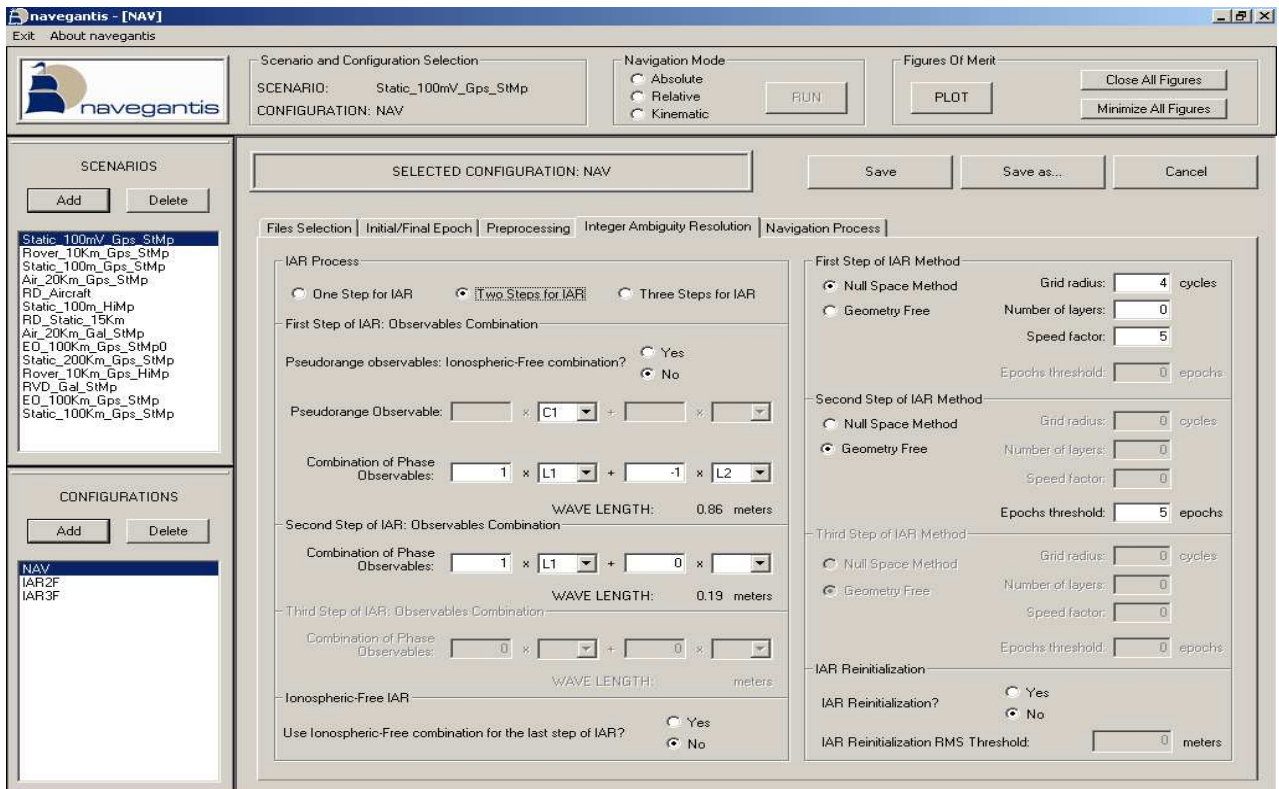 navegantis - [NAV]
Exit About navegantis
navegantis
Scenario and Configuration Selection
SCENARIO: Static_100mV_Gps_StMp
CONFIGURATION: NAV
Navigation Mode
Absolute
Relative
Kinematic
RUN
Figures Of Merit
PLOT
Close All Figures
Minimize All Figures
SCENARIOS
Add Delete
Static_100mV_Gps_StMp
Rover_10Km_Gps_StMp
Static_100m_Gps_StMp
Air_20Km_Gps_StMp
RD_Aircraft
Static_100m_HiMp
RD_Static_15Km
Air_20Km_Gal_StMp
EO_100Km_Gps_StMp0
Static_200Km_Gps_StMp
Rover_10Km_Gps_HiMp
RVD_Gal_StMp
EO_100Km_Gps_StMp
Static_100Km_Gps_StMp
CONFIGURATIONS
Add Delete
NAV
IAR2F
IAR3F
SELECTED CONFIGURATION: NAV
Save Save as... Cancel
Files Selection Initial/Final Epoch Preprocessing Integer Ambiguity Resolution Navigation Process
IAR Process
One Step for IAR Two Steps for IAR Three Steps for IAR
First Step of IAR: Observables Combination
Pseudorange observables: Ionospheric-Free combination?
Yes
No
Pseudorange Observable: × C1 + ×
Combination of Phase
Observables: 1 × L1 + -1 × L2
WAVE LENGTH: 0.86 meters
Second Step of IAR: Observables Combination
Combination of Phase
Observables: 1 × L1 + 0 ×
WAVE LENGTH: 0.19 meters
Third Step of IAR: Observables Combination
Combination of Phase
Observables: 0 × + 0 ×
WAVE LENGTH: meters
Ionospheric-Free IAR
Use Ionospheric-Free combination for the last step of IAR?
Yes
No
First Step of IAR Method
Null Space Method
Geometry Free
Grid radius: 4 cycles
Number of layers: 0
Speed factor: 5
Epochs threshold: 0 epochs
Second Step of IAR Method
Null Space Method
Geometry Free
Grid radius: 0 cycles
Number of layers: 0
Speed factor: 0
Epochs threshold: 5 epochs
Third Step of IAR Method
Null Space Method
Geometry Free
Grid radius: 0 cycles
Number of layers: 0
Speed factor: 0
Epochs threshold: 0 epochs
IAR Reinitialization
IAR Reinitialization?
Yes
No
IAR Reinitialization RMS Threshold: 0 meters